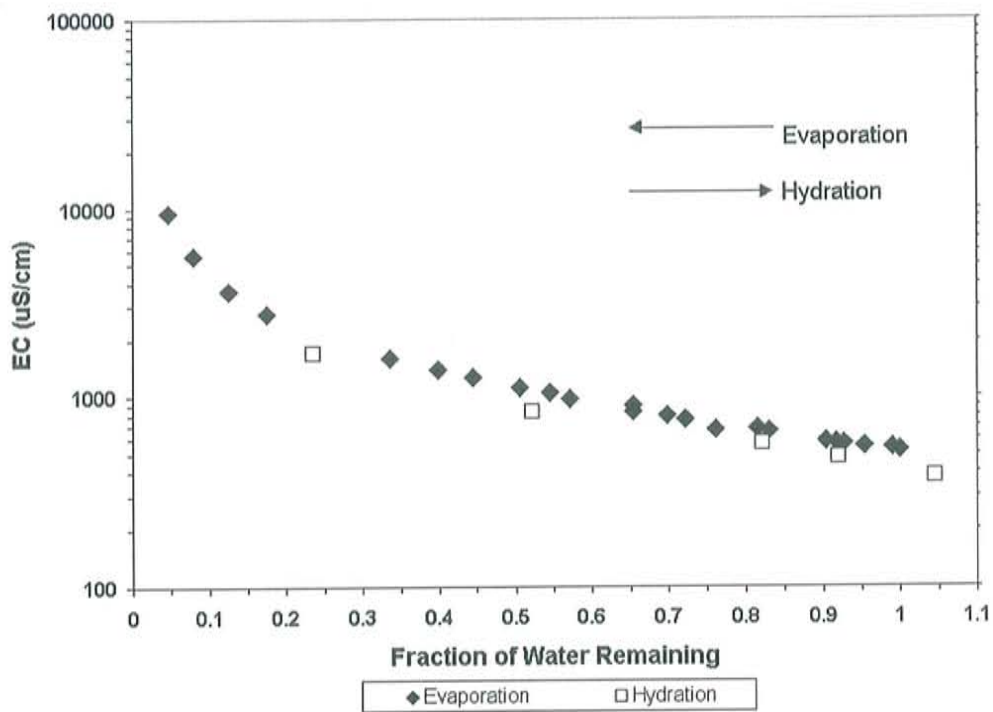 100000
10000
1000
100
EC (uS/cm)
Evaporation
Hydration
0 0.1 0.2 0.3 0.4 0.5 0.6 0.7 0.8 0.9 1 1.1
Fraction of Water Remaining
Evaporation Hydration